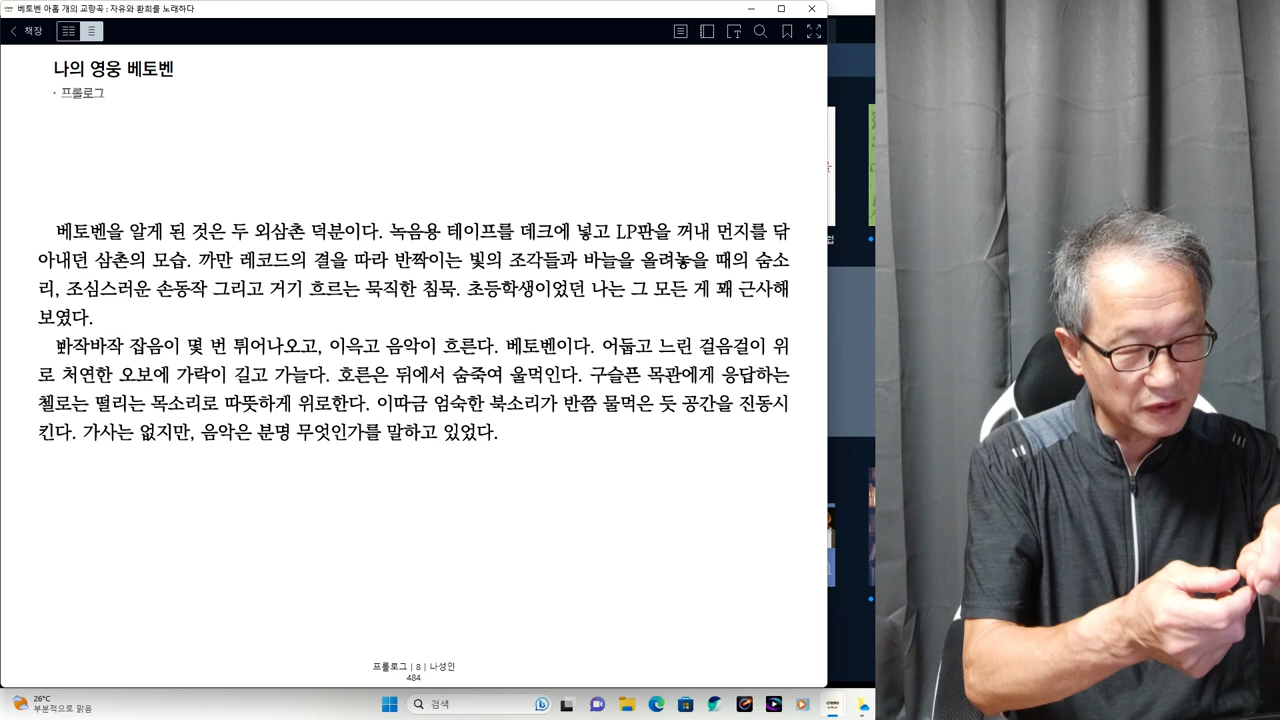 베토벤 아홉 개의 교향곡 : 자유와 환희를 노래하다
책장
나의 영웅 베토벤
· 프롤로그
베토벤을 알게 된 것은 두 외삼촌 덕분이다. 녹음용 테이프를 데크에 넣고 LP판을 꺼내 먼지를 닦
아내던 삼촌의 모습. 까만 레코드의 결을 따라 반짝이는 빛의 조각들과 바늘을 올려놓을 때의 숨소
리, 조심스러운 손동작 그리고 거기 흐르는 묵직한 침묵. 초등학생이었던 나는 그 모든 게 꽤 근사해
보였다.
바작바작 잡음이 몇 번 튀어나오고, 이윽고 음악이 흐른다. 베토벤이다. 어둡고 느린 걸음걸이 위
로 처연한 오보에 가락이 길고 가늘다. 호른은 뒤에서 숨죽여 울먹인다. 구슬픈 목관에게 응답하는
첼로는 떨리는 목소리로 따뜻하게 위로한다. 이따금 엄숙한 북소리가 반쯤 물먹은 듯 공간을 진동시
킨다. 가사는 없지만, 음악은 분명 무엇인가를 말하고 있었다.
프롤로그 | 8 | 나성인
484
26°C
부분적으로 맑음
검색